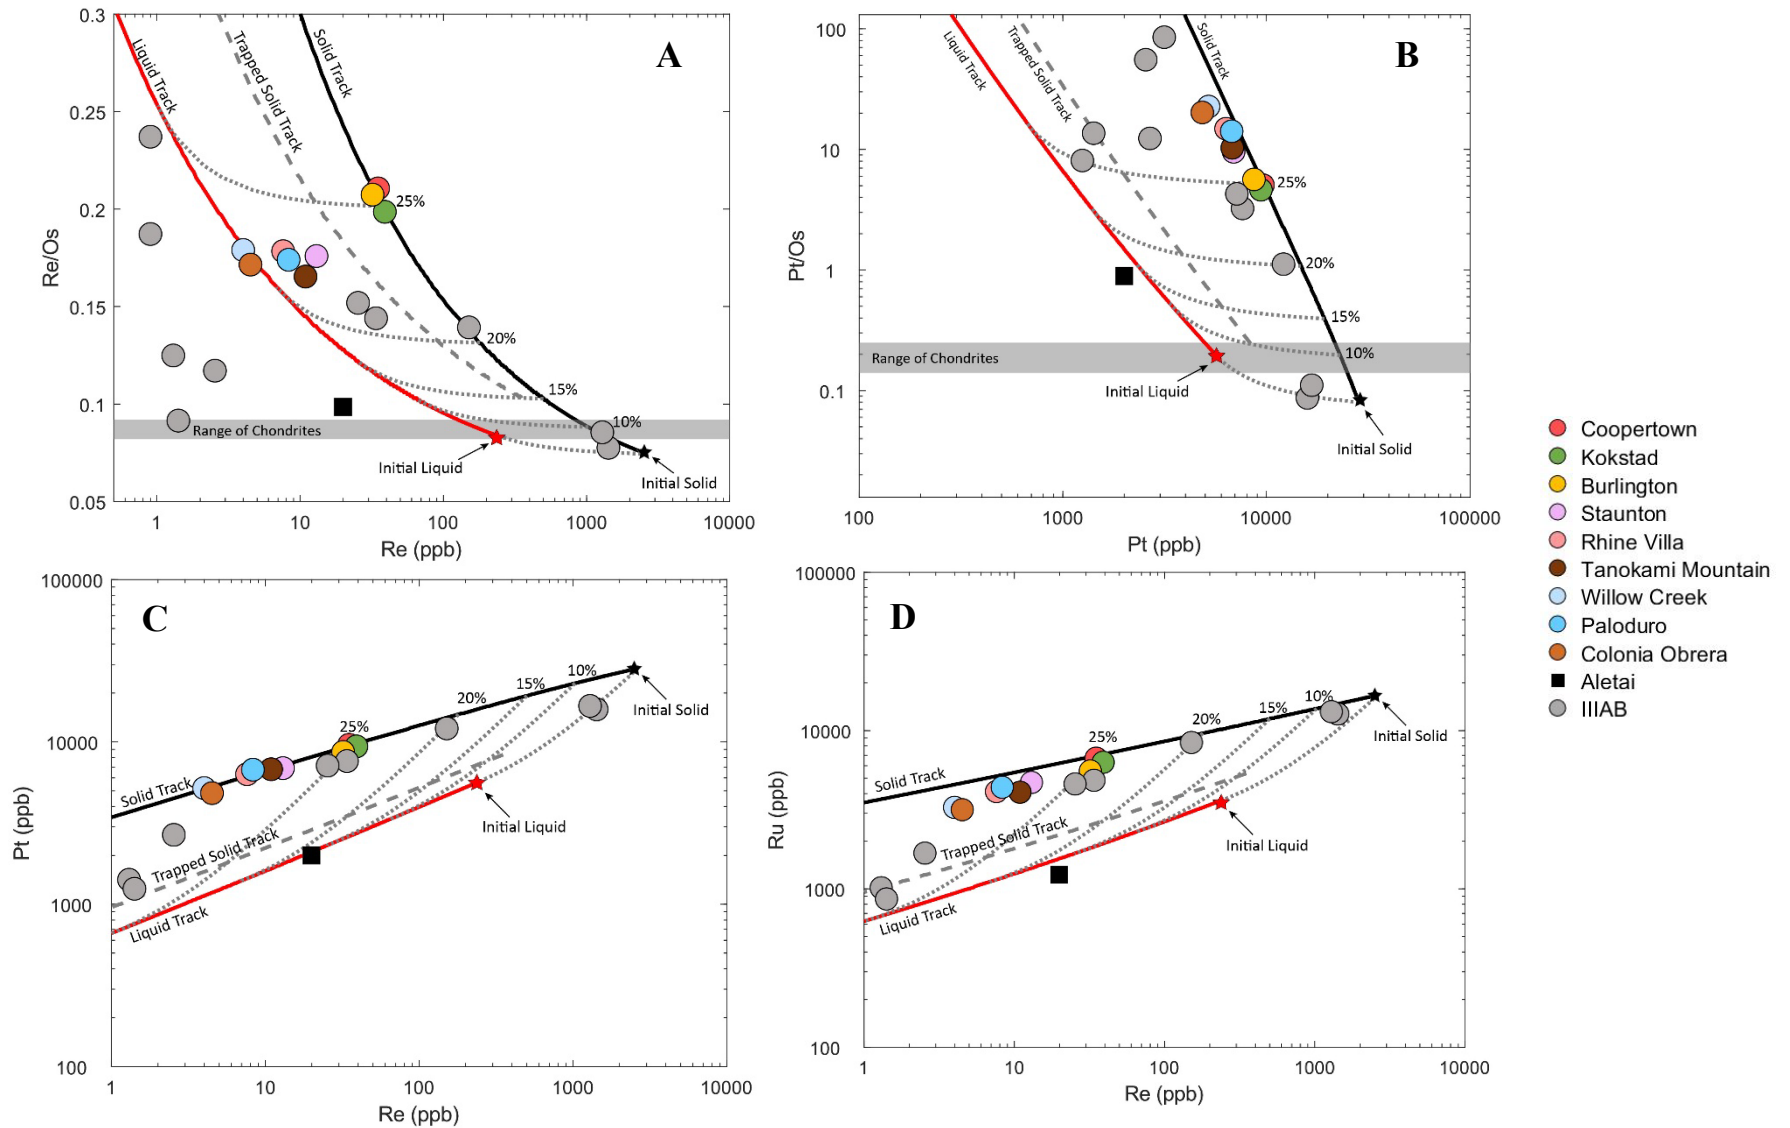 A
0.3
0.25
0.2
0.15
0.1
0.05
Re/Os
Liquid Track
Trapped Solid Track
Solid Track
25%
20%
15%
10%
Range of Chondrites
Initial Liquid
Initial Solid
1
10
100
1000
10000
Re (ppb)
B
100
10
1
0.1
Pt/Os
Liquid Track
Trapped Solid Track
Solid Track
25%
20%
15%
10%
Range of Chondrites
Initial Liquid
Initial Solid
100
1000
10000
100000
Pt (ppb)
C
100000
10000
1000
100
Pt (ppb)
Solid Track
Trapped Solid Track
Liquid Track
25%
20%
15%
10%
Initial Solid
Initial Liquid
1
10
100
1000
10000
Re (ppb)
D
100000
10000
1000
100
Ru (ppb)
Solid Track
Trapped Solid Track
Liquid Track
25%
20%
15%
10%
Initial Solid
Initial Liquid
1
10
100
1000
10000
Re (ppb)
Coopertown
Kokstad
Burlington
Staunton
Rhine Villa
Tanokami Mountain
Willow Creek
Paloduro
Colonia Obrera
Aletai
IIIAB